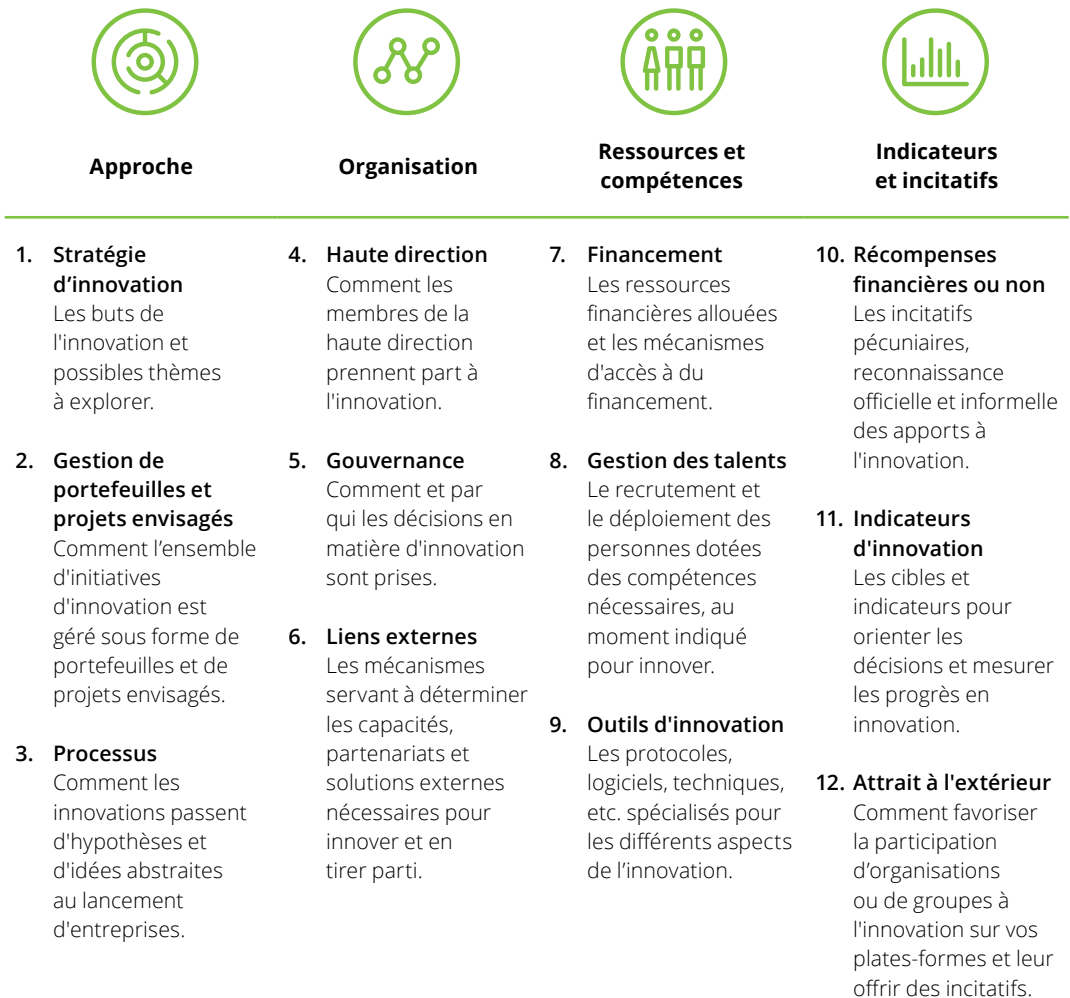 Approche
Organisation
Ressources et
compétences
Indicateurs
et incitatifs
1. Stratégie
d’innovation
Les buts de
l'innovation et
possibles thèmes
à explorer.
2. Gestion de
portefeuilles et
projets envisagés
Comment l’ensemble
d'initiatives
d'innovation est
géré sous forme de
portefeuilles et de
projets envisagés.
3. Processus
Comment les
innovations passent
d'hypothèses et
d'idées abstraites
au lancement
d'entreprises.
4. Haute direction
Comment les
membres de la
haute direction
prennent part à
l'innovation.
5. Gouvernance
Comment et par
qui les décisions en
matière d'innovation
sont prises.
6. Liens externes
Les mécanismes
servant à déterminer
les capacités,
partenariats et
solutions externes
nécessaires pour
innover et en
tirer parti.
7. Financement
Les ressources
financières allouées
et les mécanismes
d'accès à du
financement.
8. Gestion des talents
Le recrutement et
le déploiement des
personnes dotées
des compétences
nécessaires, au
moment indiqué
pour innover.
9. Outils d'innovation
Les protocoles,
logiciels, techniques,
etc. spécialisés pour
les différents aspects
de l’innovation.
10. Récompenses
financières ou non
Les incitatifs
pécuniaires,
reconnaissance
officielle et informelle
des apports à
l'innovation.
11. Indicateurs
d'innovation
Les cibles et
indicateurs pour
orienter les
décisions et mesurer
les progrès en
innovation.
12. Attrait à l'extérieur
Comment favoriser
la participation
d’organisations
ou de groupes à
l'innovation sur vos
plates-formes et leur
offrir des incitatifs.